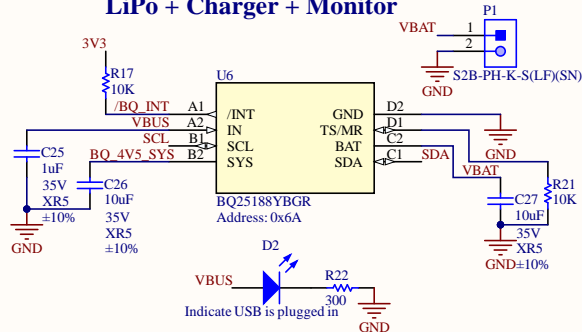 LiPo + Charger + Monitor
P1
VBAT
1
2
GND
S2B-PH-K-S(LF)(SN)
3V3
R17
10K
U6
/BQ_INT
A1
/INT
GND
D2
VBUS
A2
IN
TS/MR
D1
SCL
B1
SCL
BAT
C2
BQ_4V5_SYS
B2
SYS
SDA
C1
SDA
GND
VBAT
C25
1uF
35V
XR5
±10%
GND
C26
10uF
35V
XR5
±10%
BQ25188YBGR
Address: 0x6A
C27
10uF
35V
XR5
±10%
GND
R21
10K
D2
VBUS
R22
300
Indicate USB is plugged in
GND